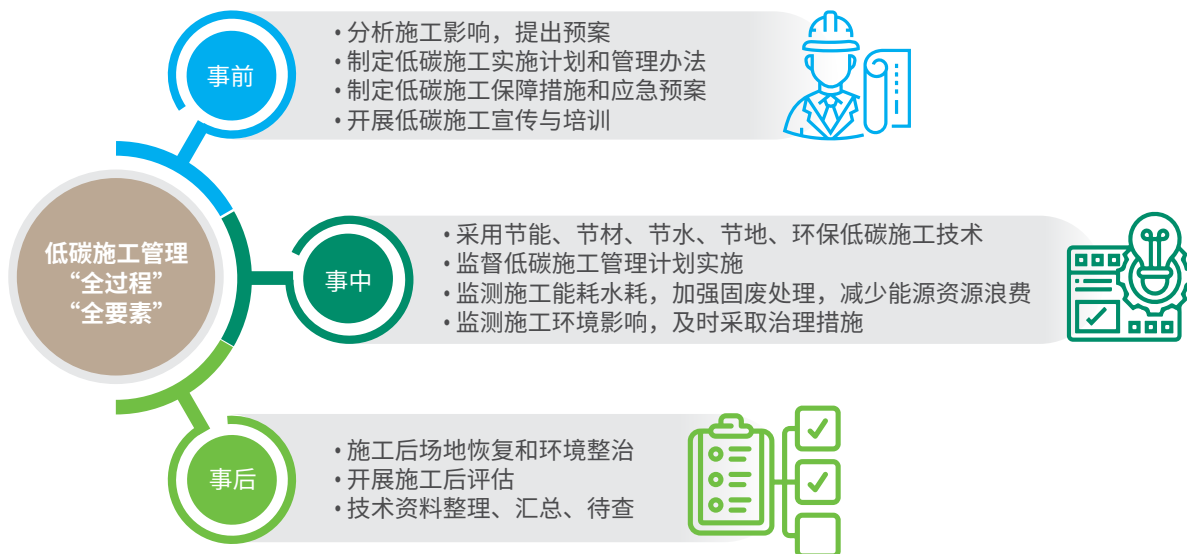 事前
• 分析施工影响，提出预案
• 制定低碳施工实施计划和管理办法
• 制定低碳施工保障措施和应急预案
• 开展低碳施工宣传与培训
低碳施工管理
“全过程”
“全要素”
事中
• 采用节能、节材、节水、节地、环保低碳施工技术
• 监督低碳施工管理计划实施
• 监测施工能耗水耗，加强固废处理，减少能源资源浪费
• 监测施工环境影响，及时采取治理措施
事后
• 施工后场地恢复和环境整治
• 开展施工后评估
• 技术资料整理、汇总、待查